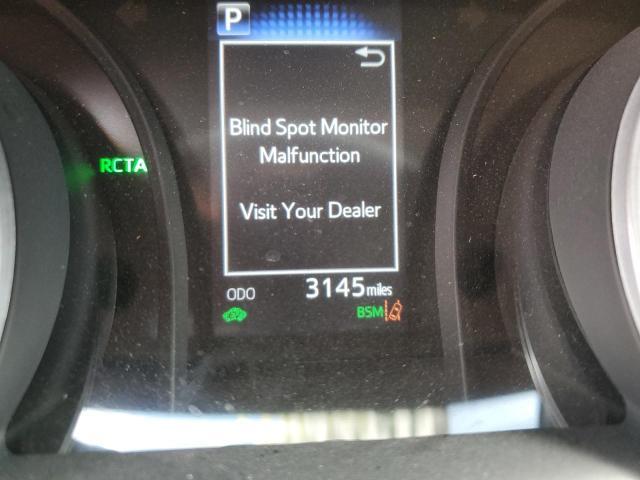 P
Blind Spot Monitor
Malfunction
Visit Your Dealer
RCTA
ODO 3145 miles
BSM